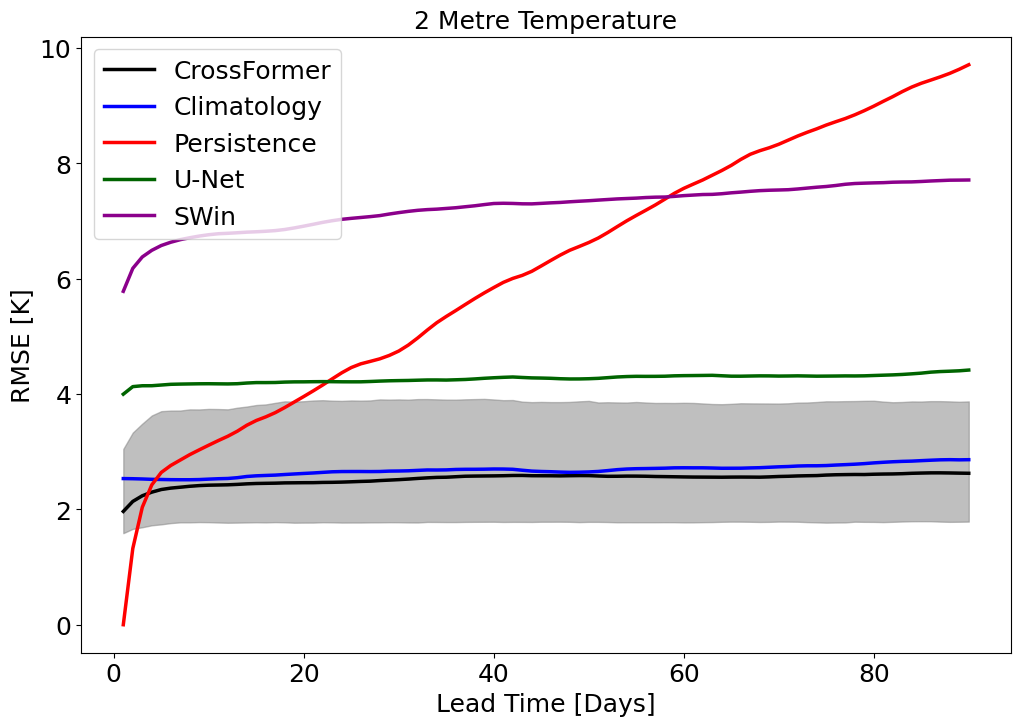 2 Metre Temperature
10
8
6
4
2
0
RMSE [K]
CrossFormer
Climatology
Persistence
U-Net
SWin
0 20 40 60 80
Lead Time [Days]